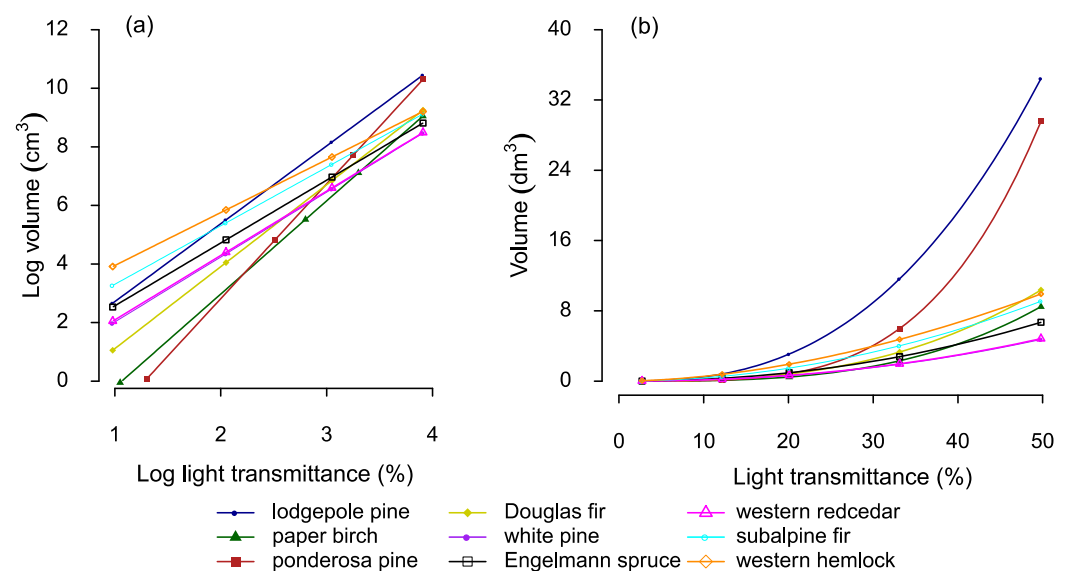 (a)
12
10
8
6
4
2
0
Log volume (cm³)
1 2 3 4
Log light transmittance (%)
(b)
40
32
24
16
8
0
Volume (dm³)
0 10 20 30 40 50
Light transmittance (%)
lodgepole pine
paper birch
ponderosa pine
Douglas fir
white pine
Engelmann spruce
western redcedar
subalpine fir
western hemlock